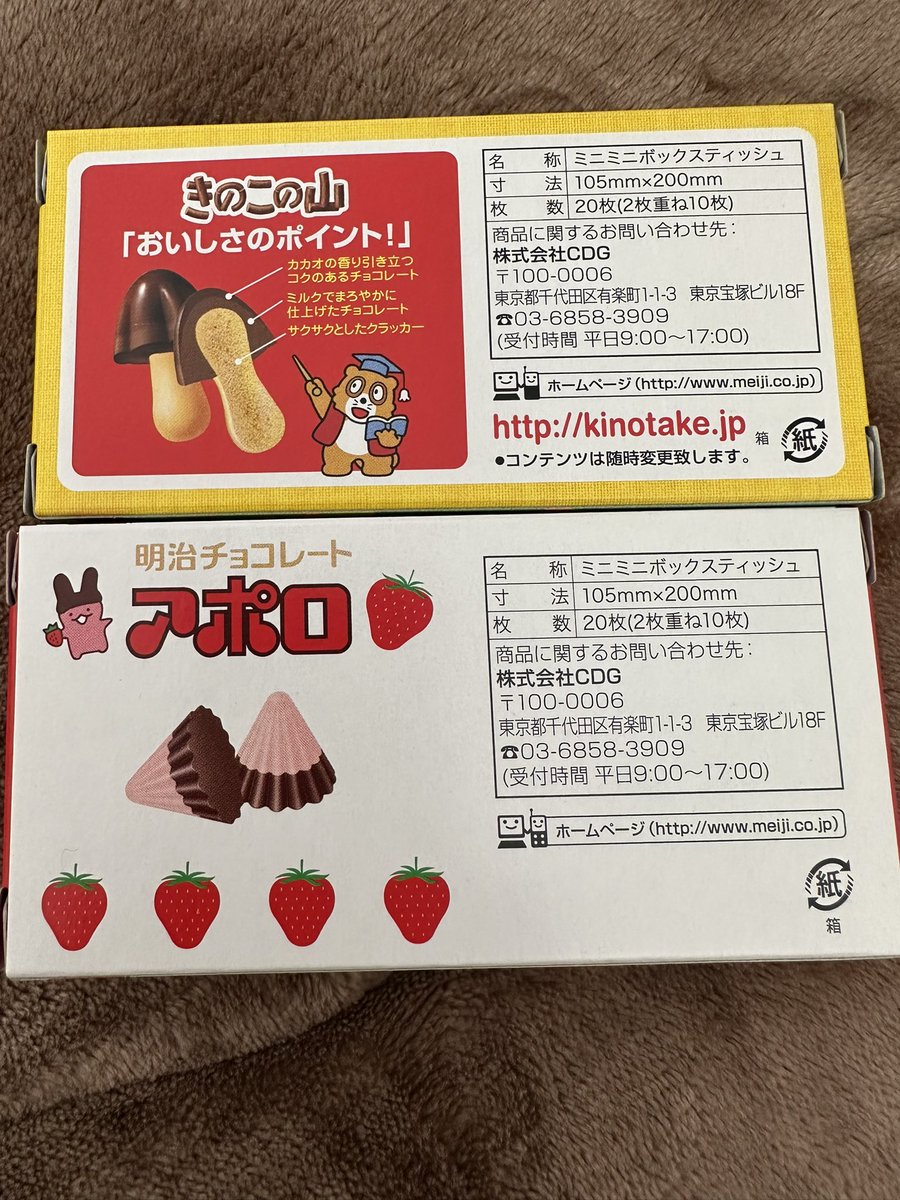 きのこの山
「おいしさのポイント!」
カカオの香り引き立つ
コクのあるチョコレート
ミルクでまろやかに
仕上げたチョコレート
サクサクとしたクラッカー
名 称 ミニミニボックスティッシュ
寸 法 105mm×200mm
枚 数 20枚(2枚重ね10枚)
商品に関するお問い合わせ先:
株式会社CDG
〒100-0006
東京都千代田区有楽町1-1-3 東京宝塚ビル18F
☎03-6858-3909
(受付時間 平日9:00〜17:00)
ホームページ(http://www.meiji.co.jp)
http://kinotake.jp
箱 紙
●コンテンツは随時変更致します。
明治チョコレート
アポロ
名 称 ミニミニボックスティッシュ
寸 法 105mm×200mm
枚 数 20枚(2枚重ね10枚)
商品に関するお問い合わせ先:
株式会社CDG
〒100-0006
東京都千代田区有楽町1-1-3 東京宝塚ビル18F
☎03-6858-3909
(受付時間 平日9:00〜17:00)
ホームページ(http://www.meiji.co.jp)
紙
箱